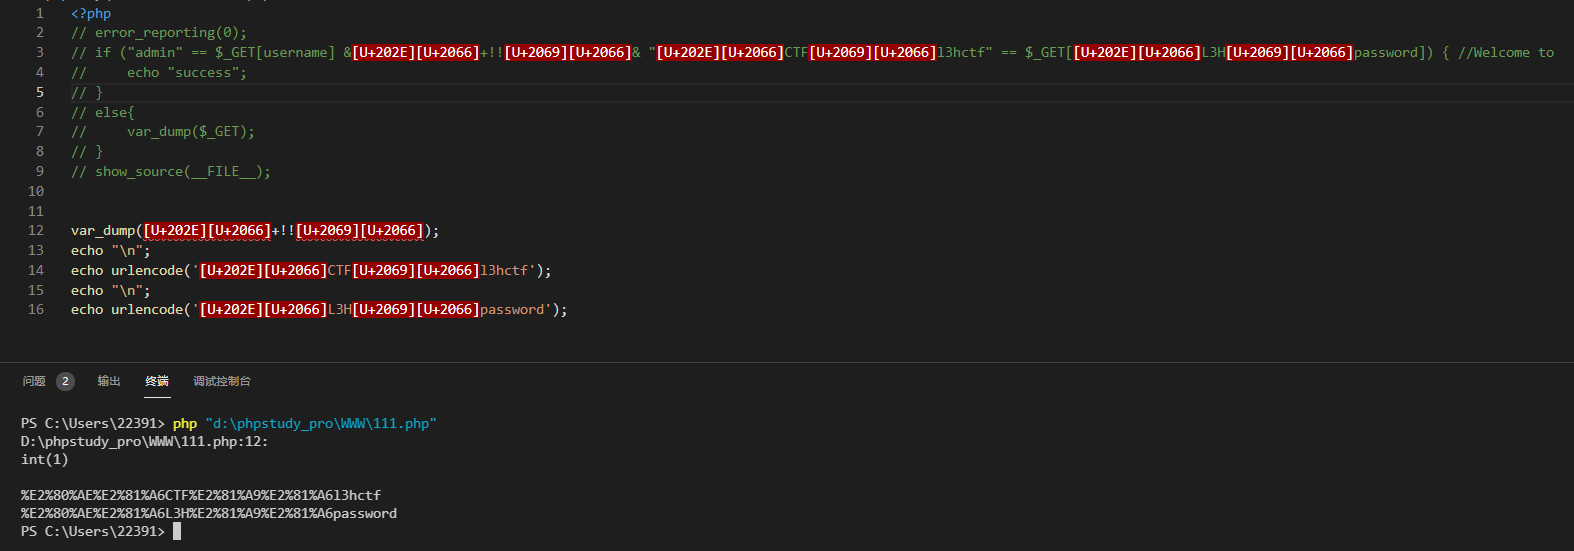 1 <?php
2 // error_reporting(0);
3 // if ("admin" == $_GET[username] &[U+202E][U+2066]+!![U+2069][U+2066]& "[U+202E][U+2066]CTF[U+2069][U+2066]l3hctf" == $_GET[[U+202E][U+2066]L3H[U+2069][U+2066]password]) { //Welcome to
4 //     echo "success";
5 // }
6 // else{
7 //     var_dump($_GET);
8 // }
9 // show_source(__FILE__);
10
11
12 var_dump([U+202E][U+2066]+!![U+2069][U+2066]);
13 echo "\n";
14 echo urlencode('[U+202E][U+2066]CTF[U+2069][U+2066]l3hctf');
15 echo "\n";
16 echo urlencode('[U+202E][U+2066]L3H[U+2069][U+2066]password');
问题 2 输出 终端 调试控制台
PS C:\Users\22391> php "d:\phpstudy_pro\WWW\111.php"
D:\phpstudy_pro\WWW\111.php:12:
int(1)
%E2%80%AE%E2%81%A6CTF%E2%81%A9%E2%81%A6l3hctf
%E2%80%AE%E2%81%A6L3H%E2%81%A9%E2%81%A6password
PS C:\Users\22391>